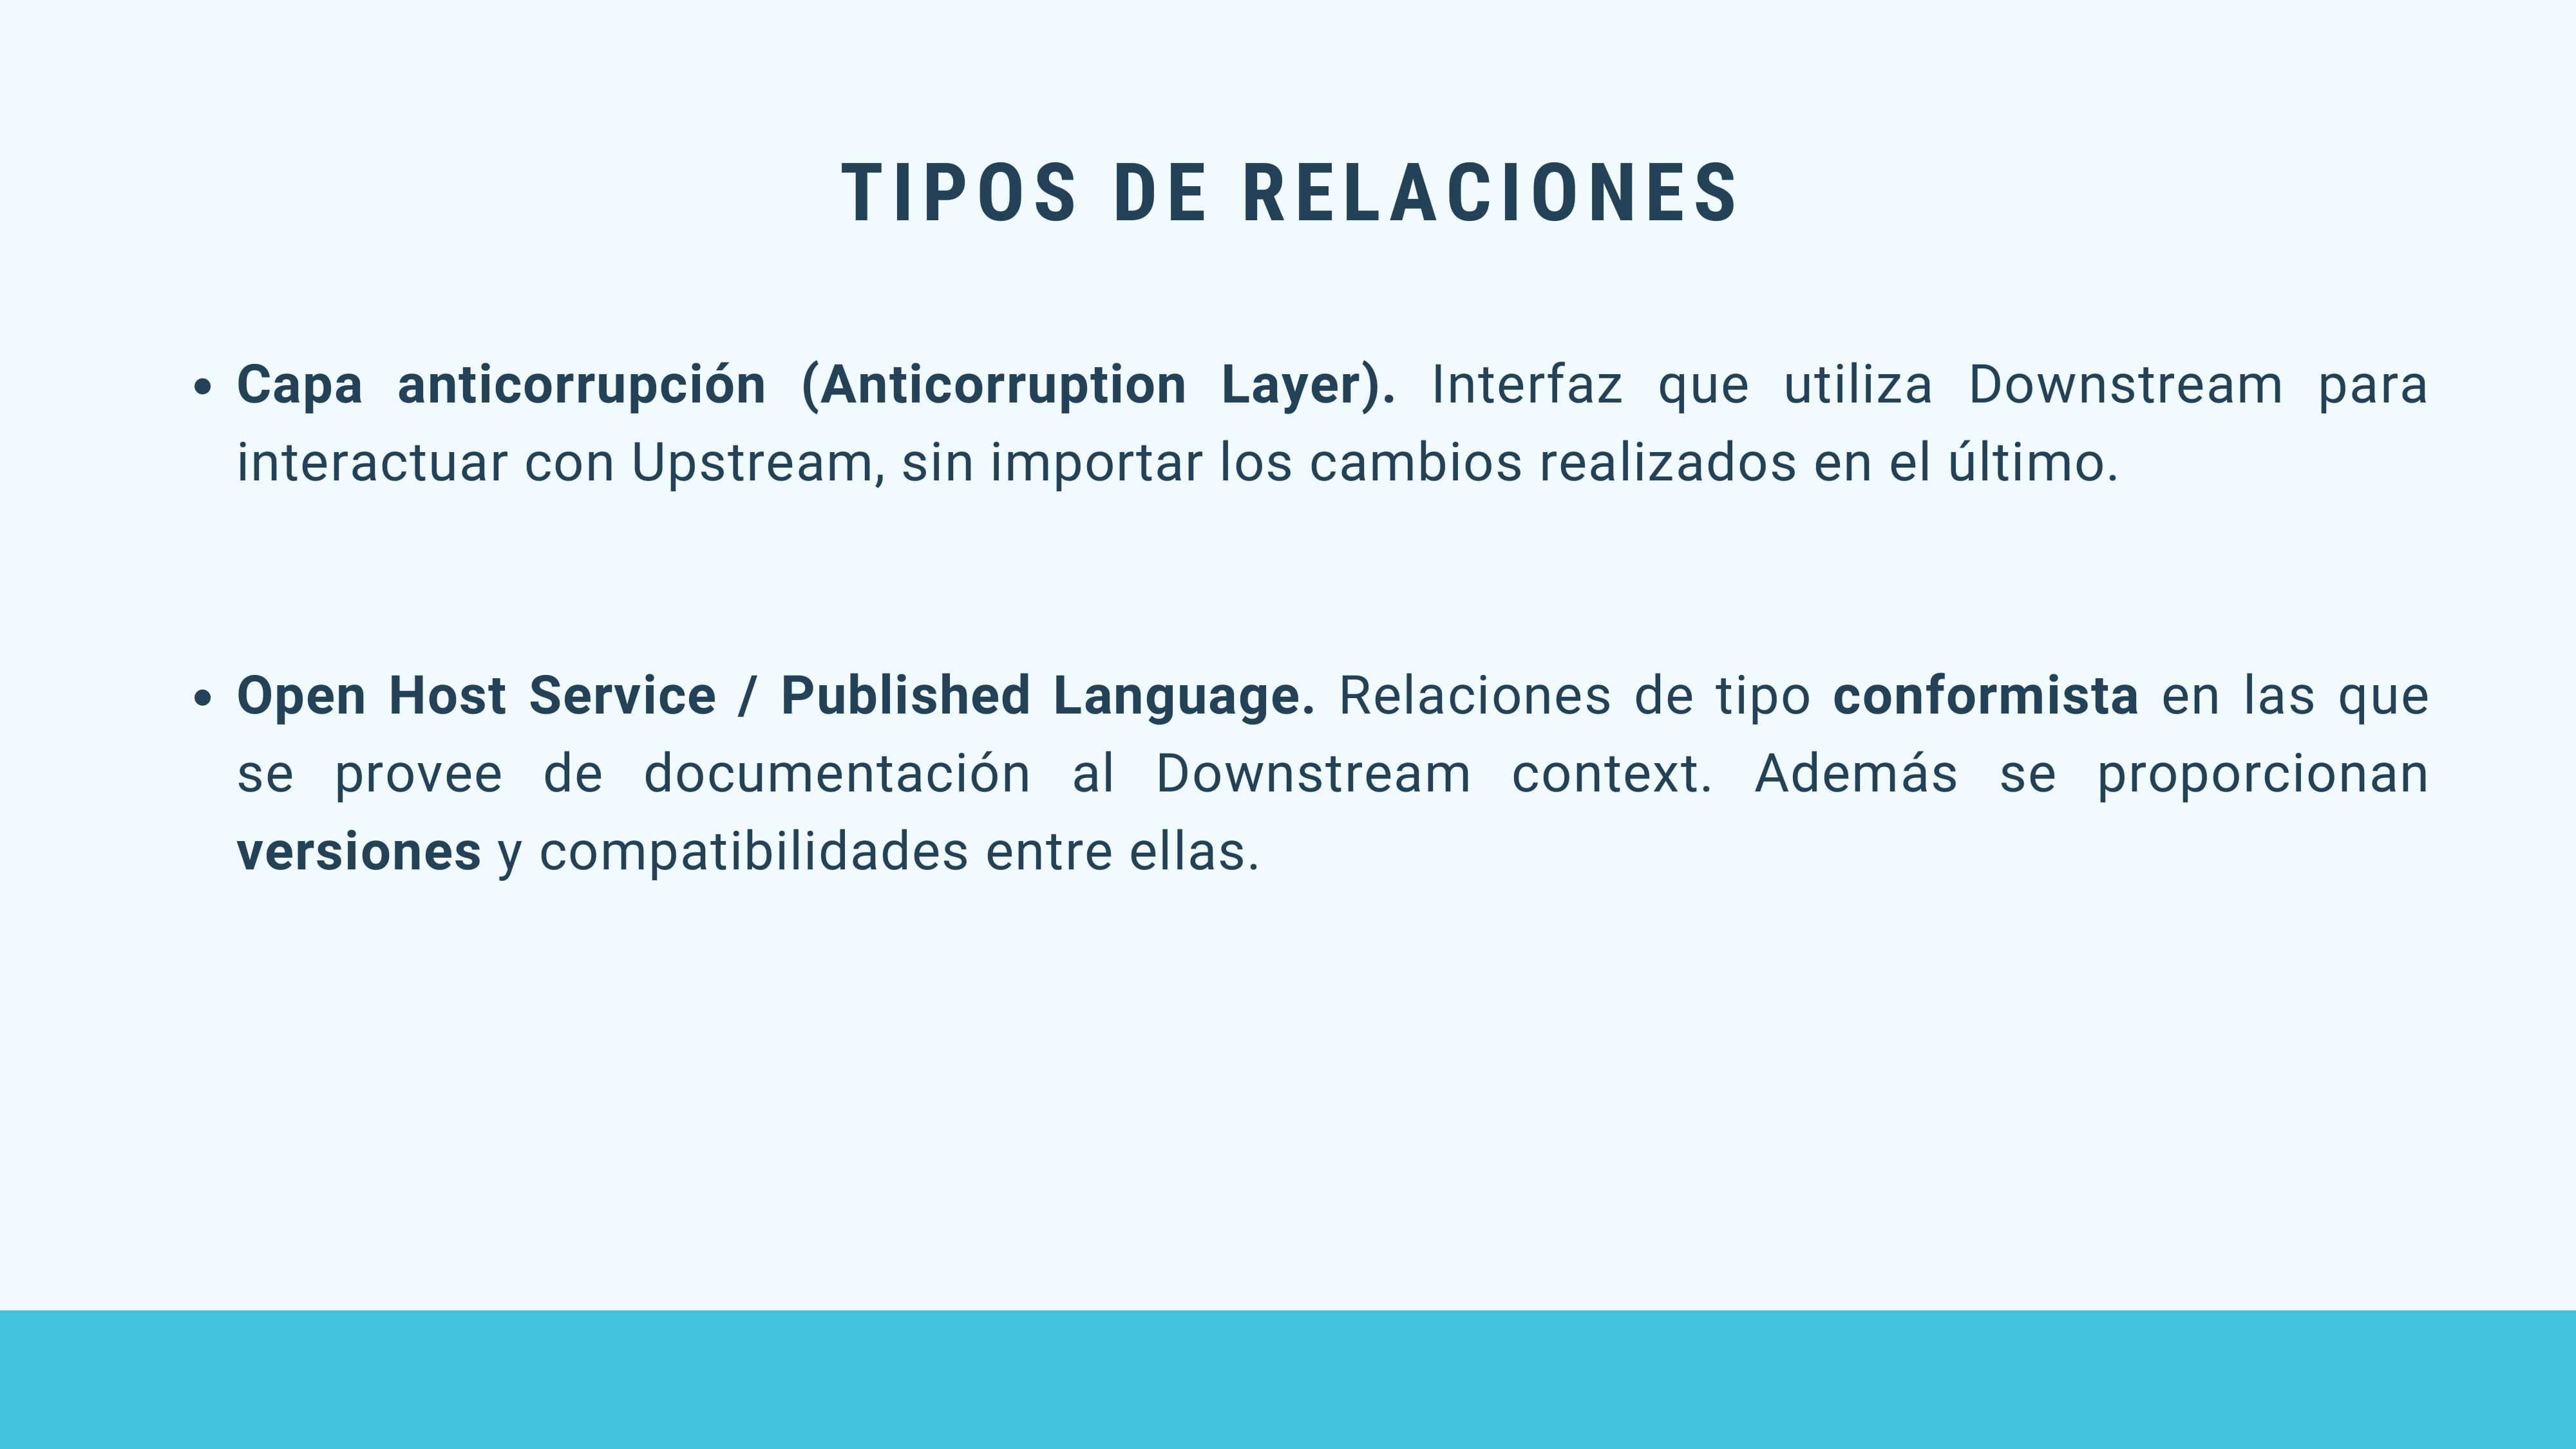 TIPOS DE RELACIONES
• Capa anticorrupción (Anticorruption Layer). Interfaz que utiliza Downstream para
interactuar con Upstream, sin importar los cambios realizados en el último.
• Open Host Service / Published Language. Relaciones de tipo conformista en las que
se provee de documentación al Downstream context. Además se proporcionan
versiones y compatibilidades entre ellas.